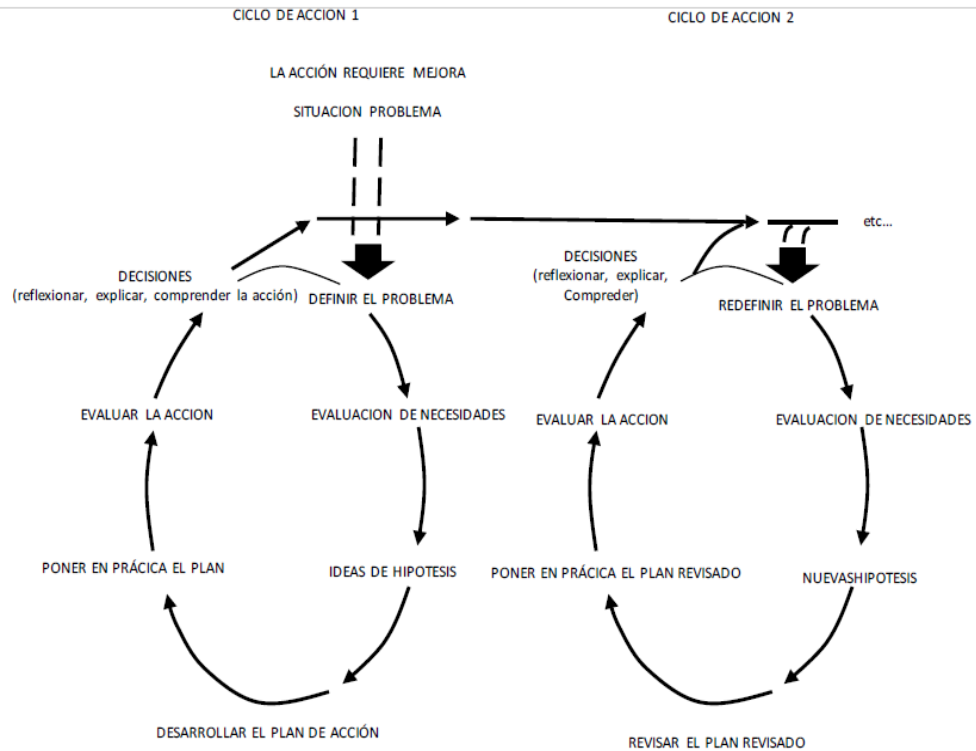 CICLO DE ACCION 1
CICLO DE ACCION 2
LA ACCIÓN REQUIERE MEJORA
SITUACION PROBLEMA
etc...
DECISIONES
(reflexionar, explicar, comprender la acción)
DEFINIR EL PROBLEMA
DECISIONES
(reflexionar, explicar,
Compreder)
REDEFINIR EL PROBLEMA
EVALUAR LA ACCION
EVALUACION DE NECESIDADES
EVALUAR LA ACCION
EVALUACION DE NECESIDADES
PONER EN PRÁCICA EL PLAN
IDEAS DE HIPOTESIS
PONER EN PRÁCICA EL PLAN REVISADO
NUEVASHIPOTESIS
DESARROLLAR EL PLAN DE ACCIÓN
REVISAR EL PLAN REVISADO